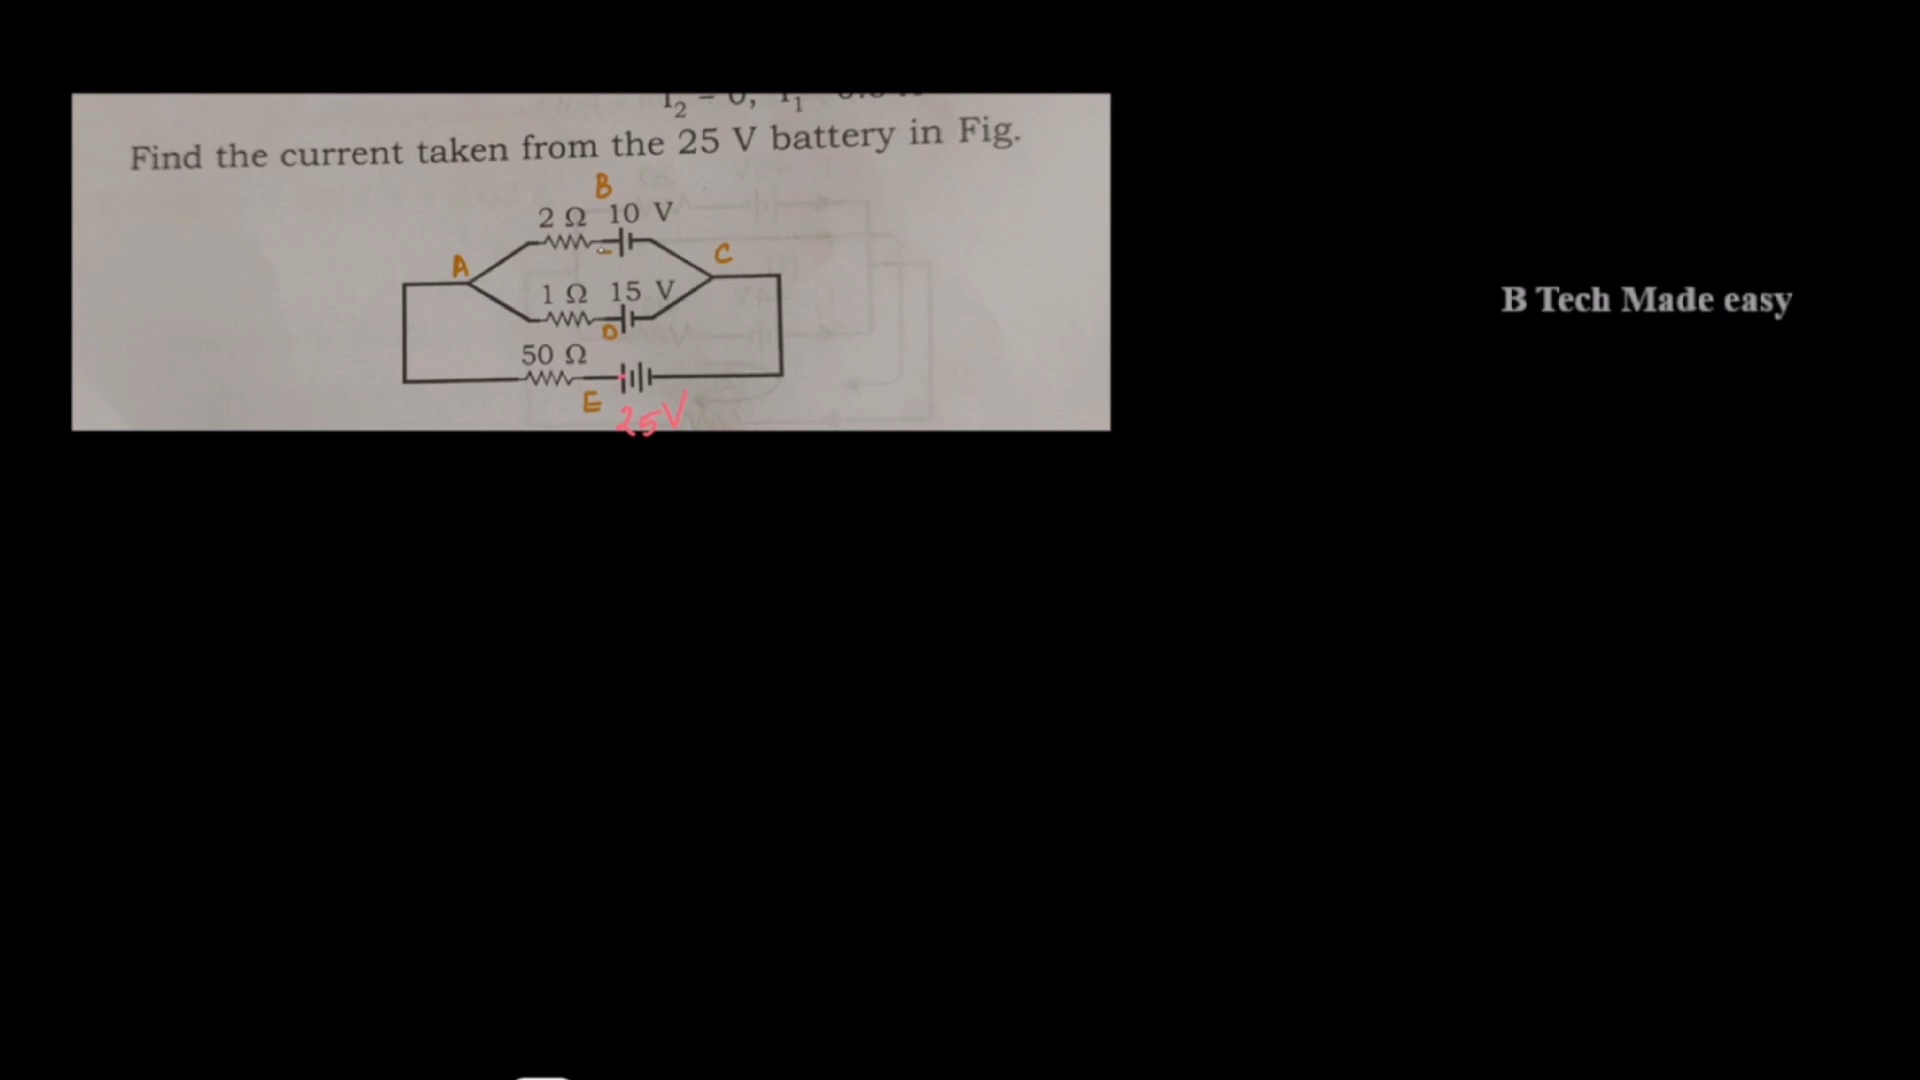 Find the current taken from the 25 V battery in Fig.
B
2 Ω 10 V
A
C
1 Ω 15 V
D
50 Ω
E
25V
B Tech Made easy